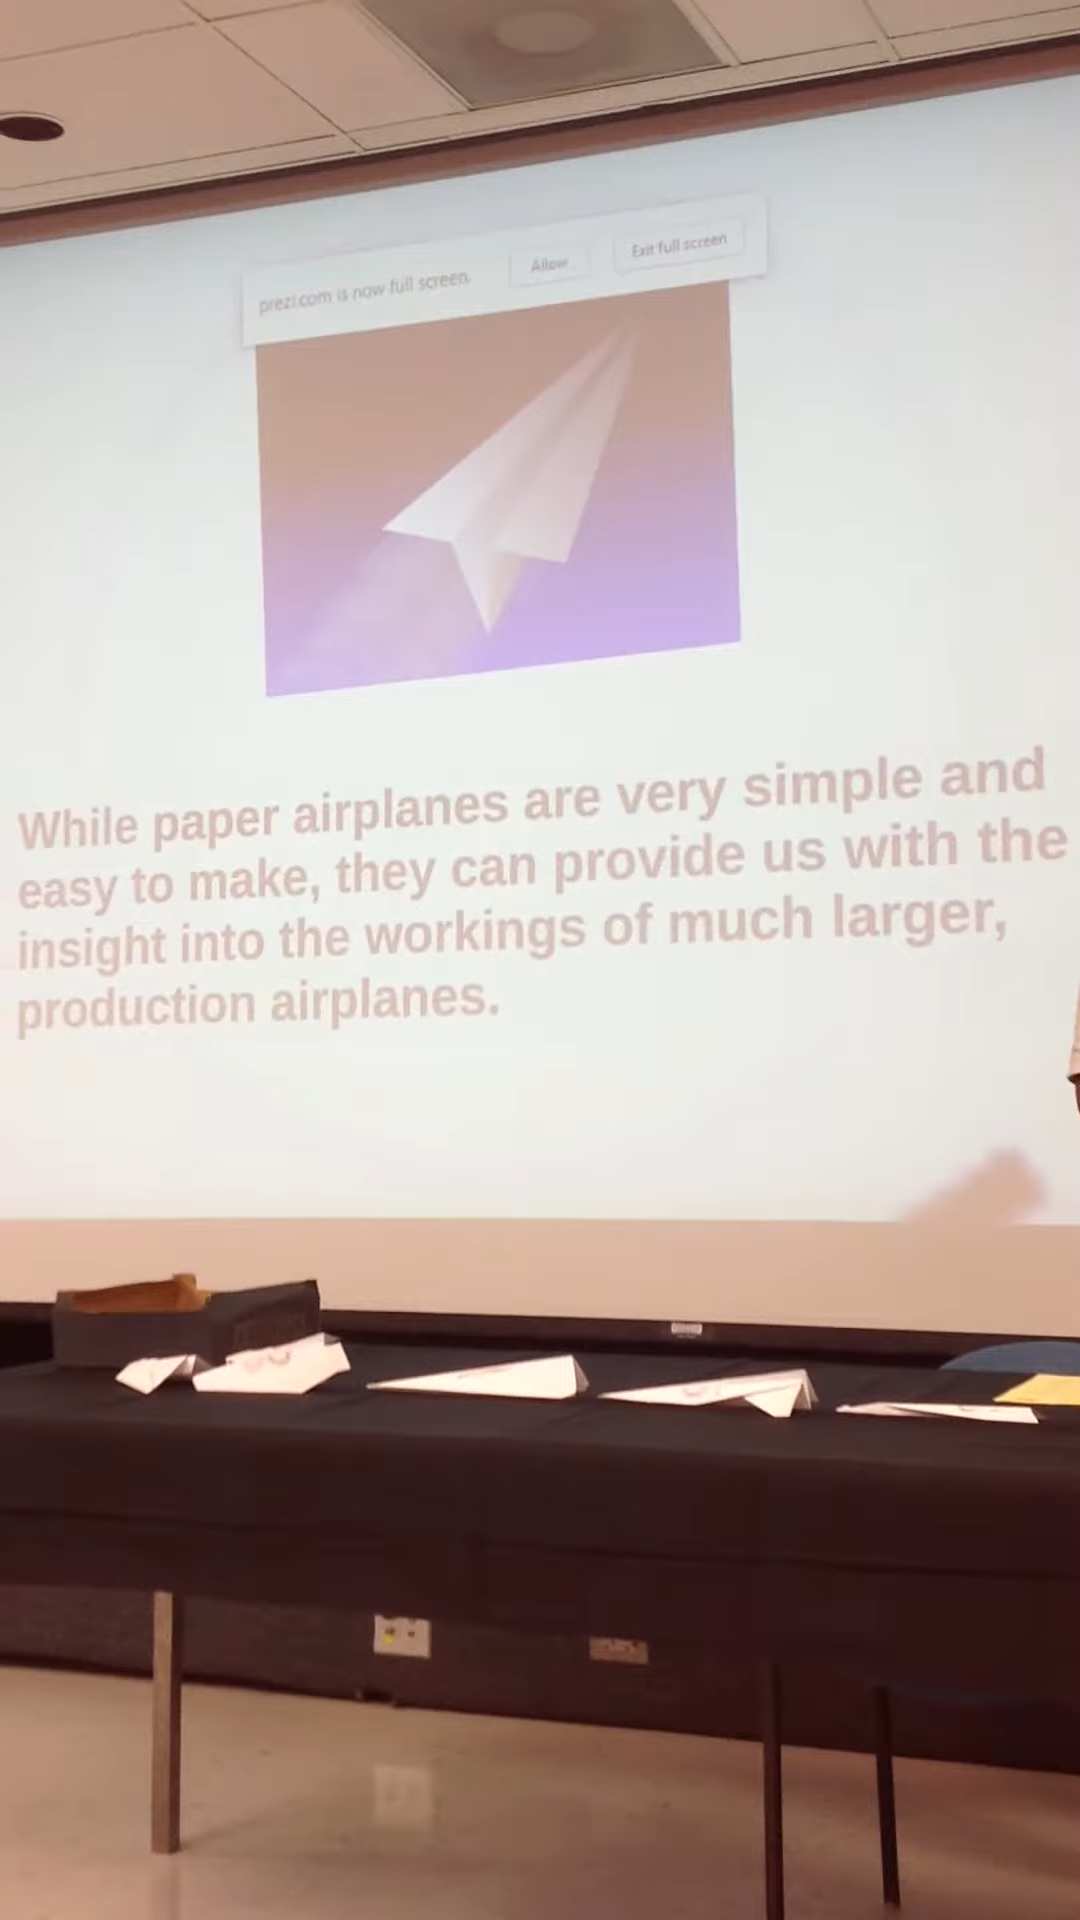 prezi.com is now full screen.
Allow
Exit full screen
While paper airplanes are very simple and
easy to make, they can provide us with the
insight into the workings of much larger,
production airplanes.